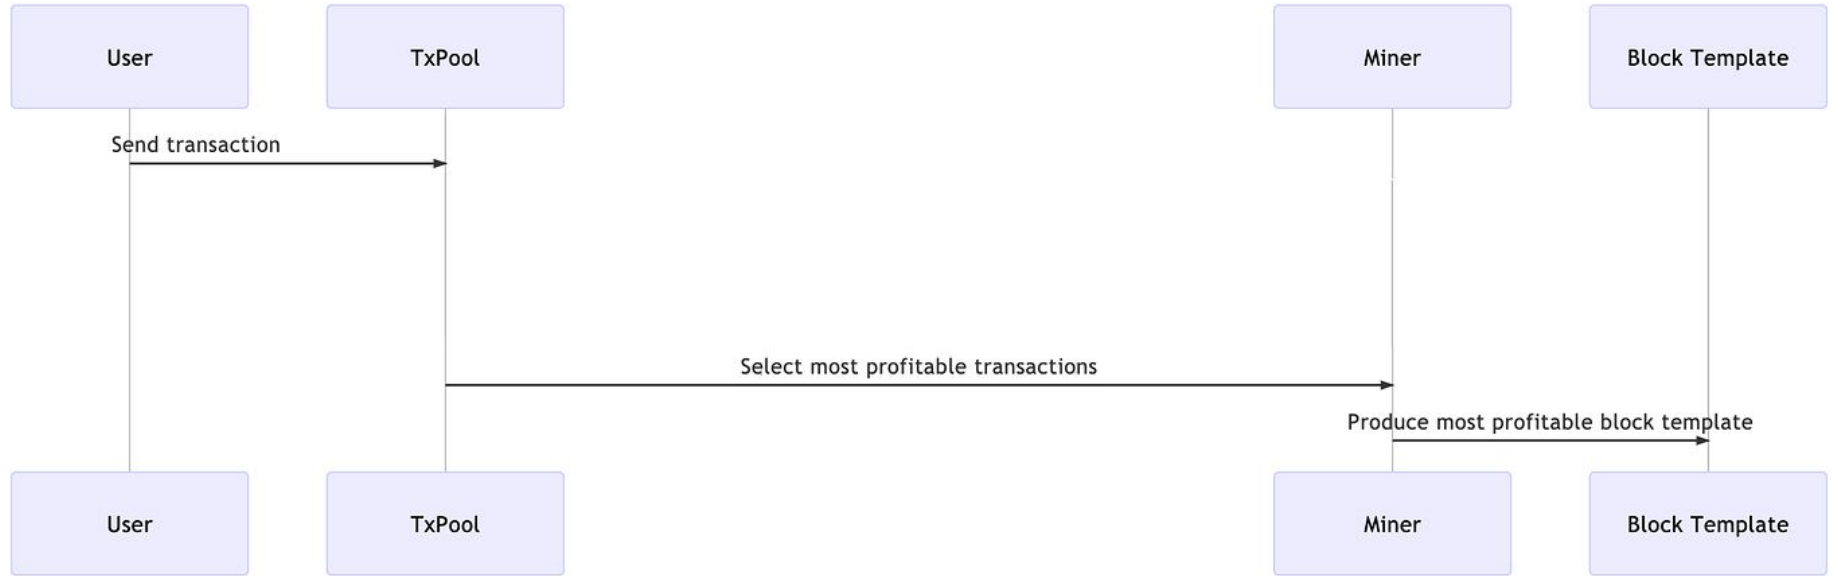 User
TxPool
Miner
Block Template
Send transaction
Select most profitable transactions
Produce most profitable block template
User
TxPool
Miner
Block Template